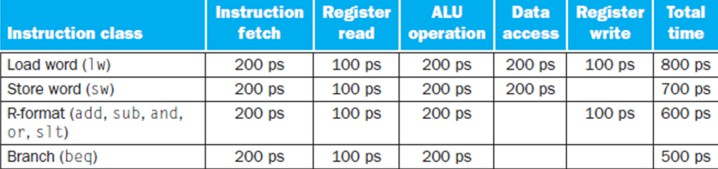 Instruction class Instruction fetch Register read ALU operation Data access Register write Total time
Load word (lw) 200 ps 100 ps 200 ps 200 ps 100 ps 800 ps
Store word (sw) 200 ps 100 ps 200 ps 200 ps 700 ps
R-format (add, sub, and, or, slt) 200 ps 100 ps 200 ps 100 ps 600 ps
Branch (beq) 200 ps 100 ps 200 ps 500 ps